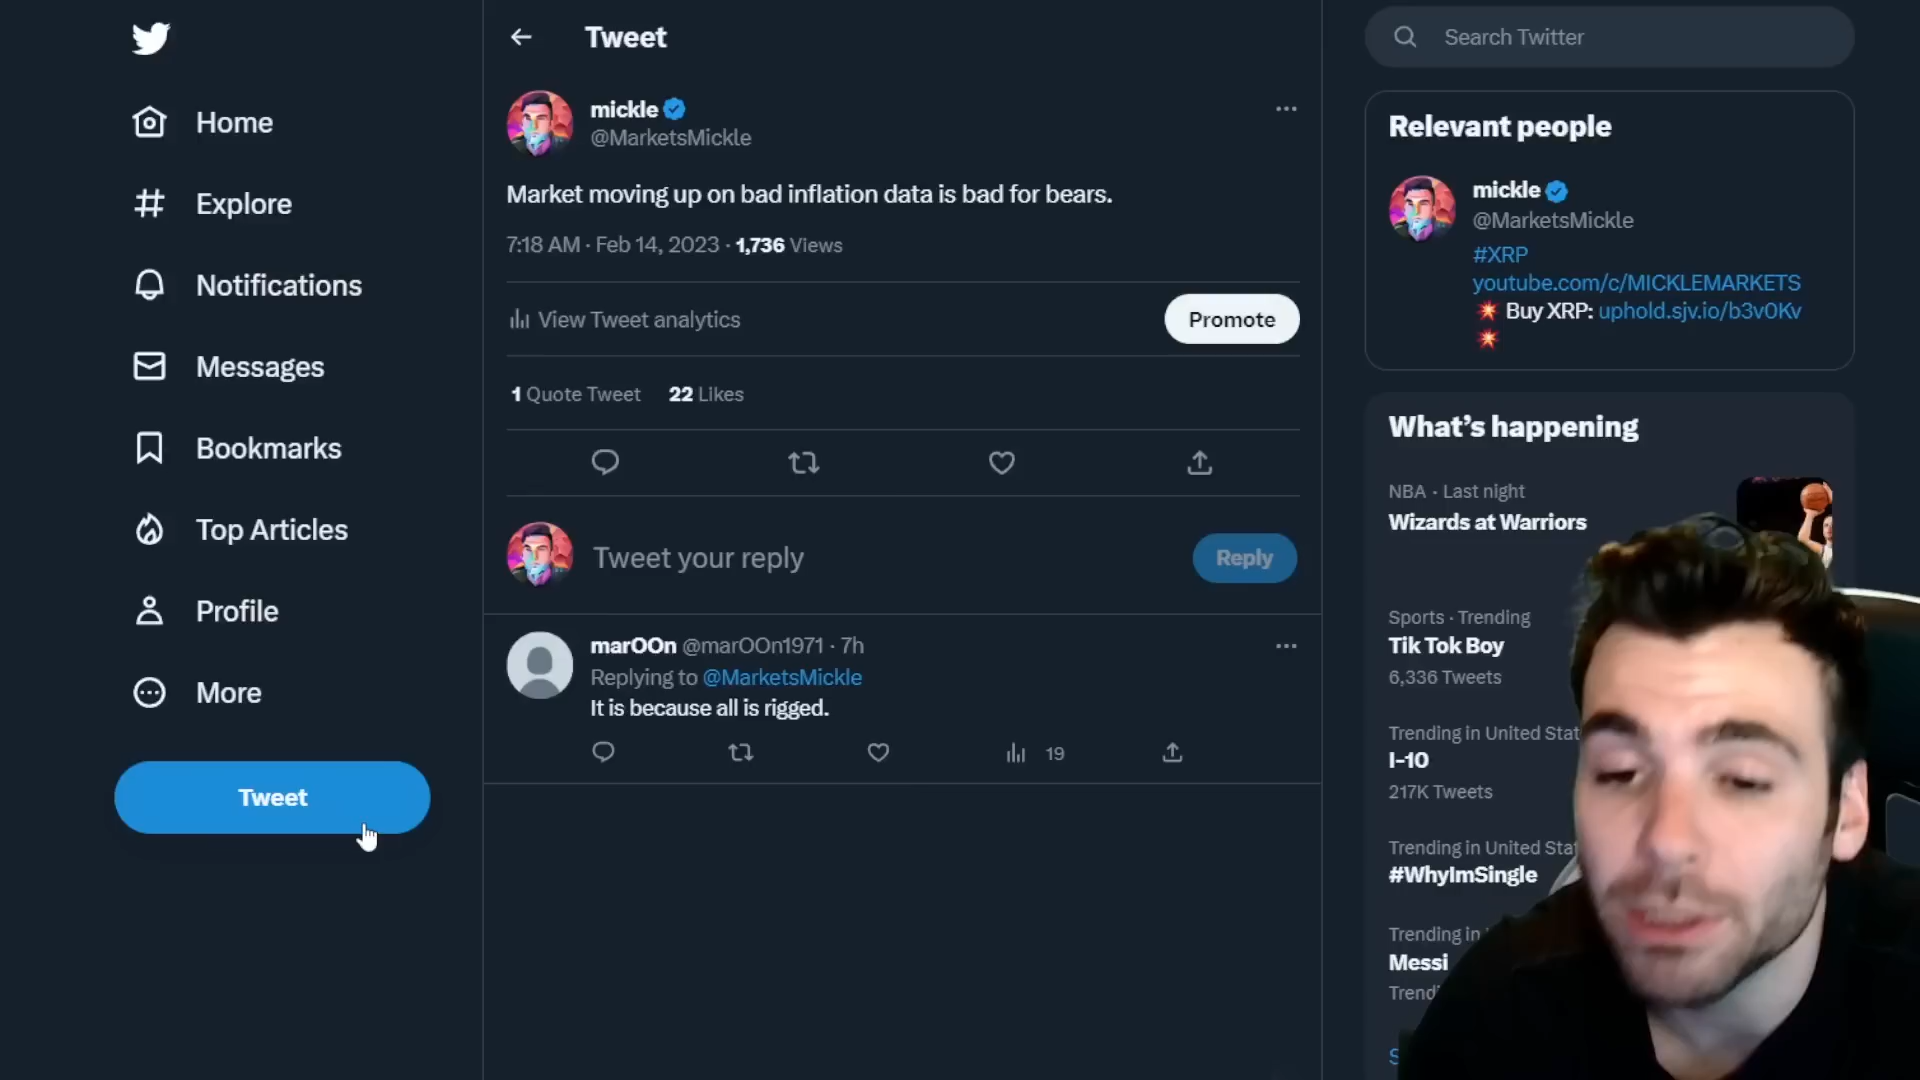 Home
Explore
Notifications
Messages
Bookmarks
Top Articles
Profile
More
Tweet
Tweet
mickle
@MarketsMickle
Market moving up on bad inflation data is bad for bears.
7:18 AM · Feb 14, 2023 · 1,736 Views
View Tweet analytics
Promote
1 Quote Tweet 22 Likes
Tweet your reply
Reply
marOOn @marOOn1971 · 7h
Replying to @MarketsMickle
It is because all is rigged.
19
Search Twitter
Relevant people
mickle
@MarketsMickle
#XRP
youtube.com/c/MICKLEMARKETS
Buy XRP: uphold.sjv.io/b3v0Kv
What's happening
NBA · Last night
Wizards at Warriors
Sports · Trending
Tik Tok Boy
6,336 Tweets
Trending in United
I-10
217K Tweets
Trending in United
#WhyImSingle
Trending in
Messi